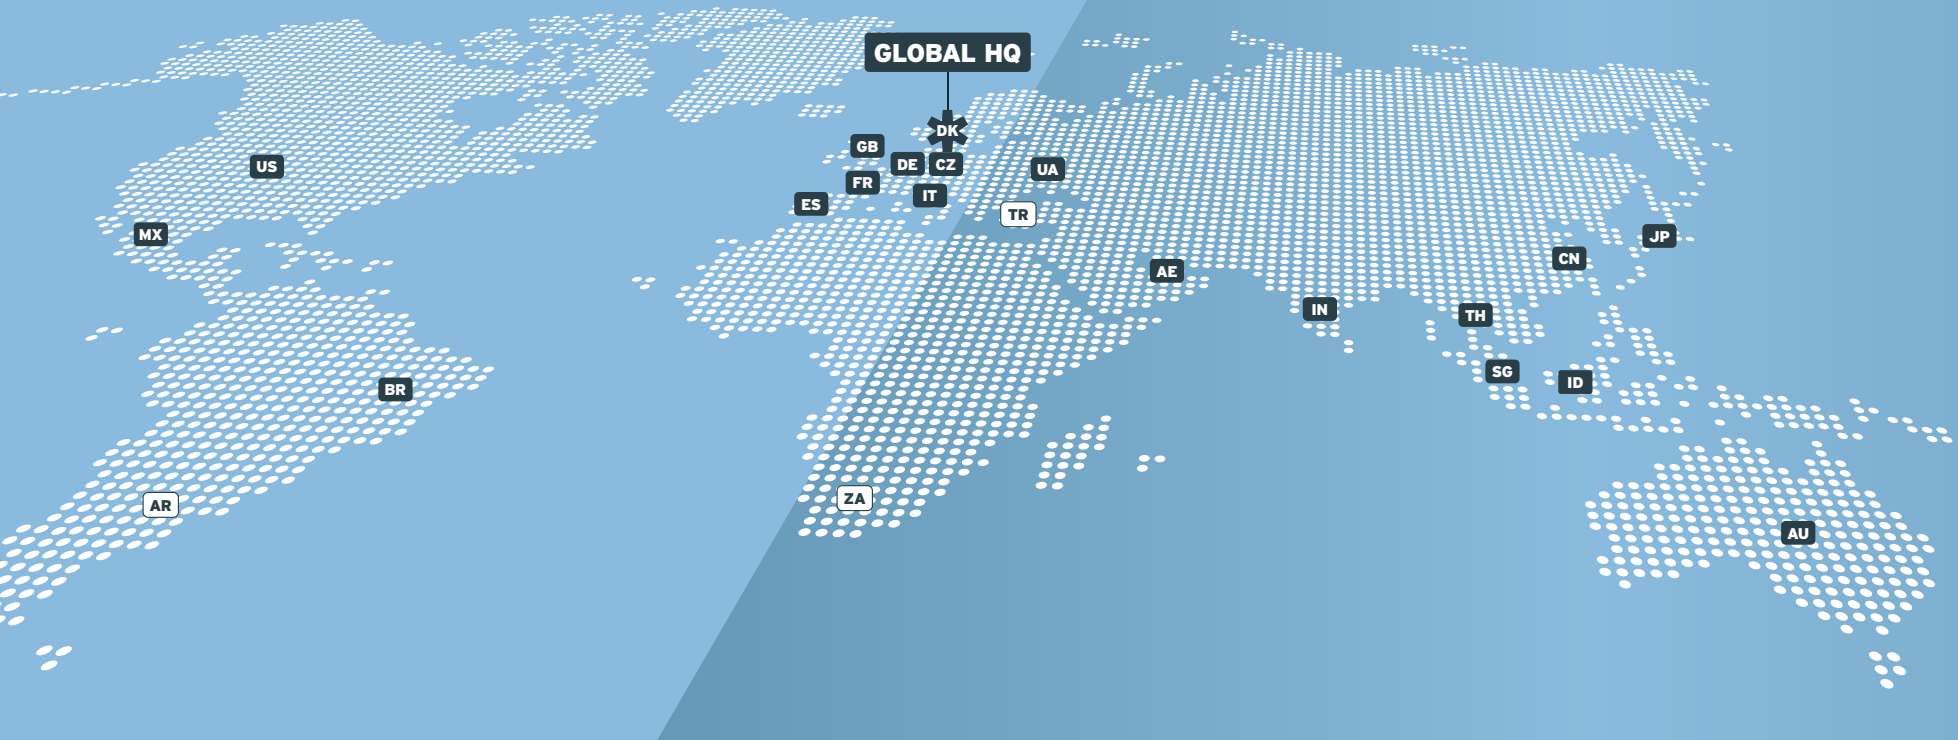 GLOBAL HQ
DK
GB
DE
CZ
US
UA
FR
IT
ES
TR
MX
JP
CN
AE
IN
TH
SG
ID
BR
ZA
AR
AU